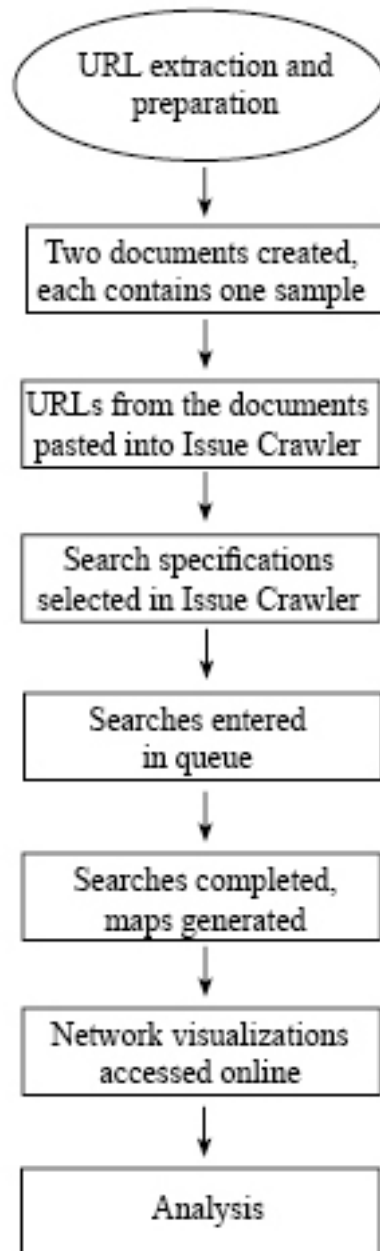 URL extraction and
preparation
Two documents created,
each contains one sample
URLs from the documents
pasted into Issue Crawler
Search specifications
selected in Issue Crawler
Searches entered
in queue
Searches completed,
maps generated
Network visualizations
accessed online
Analysis